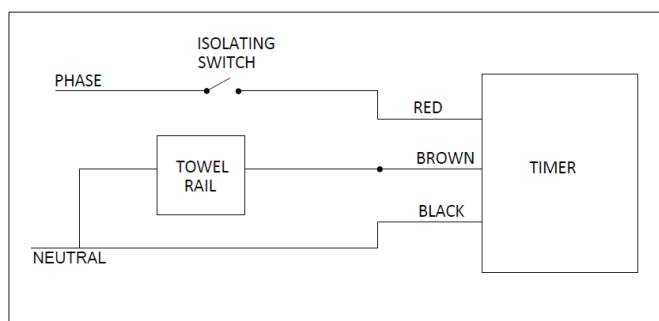 ISOLATING
SWITCH
PHASE
RED
TOWEL
RAIL
BROWN
TIMER
BLACK
NEUTRAL